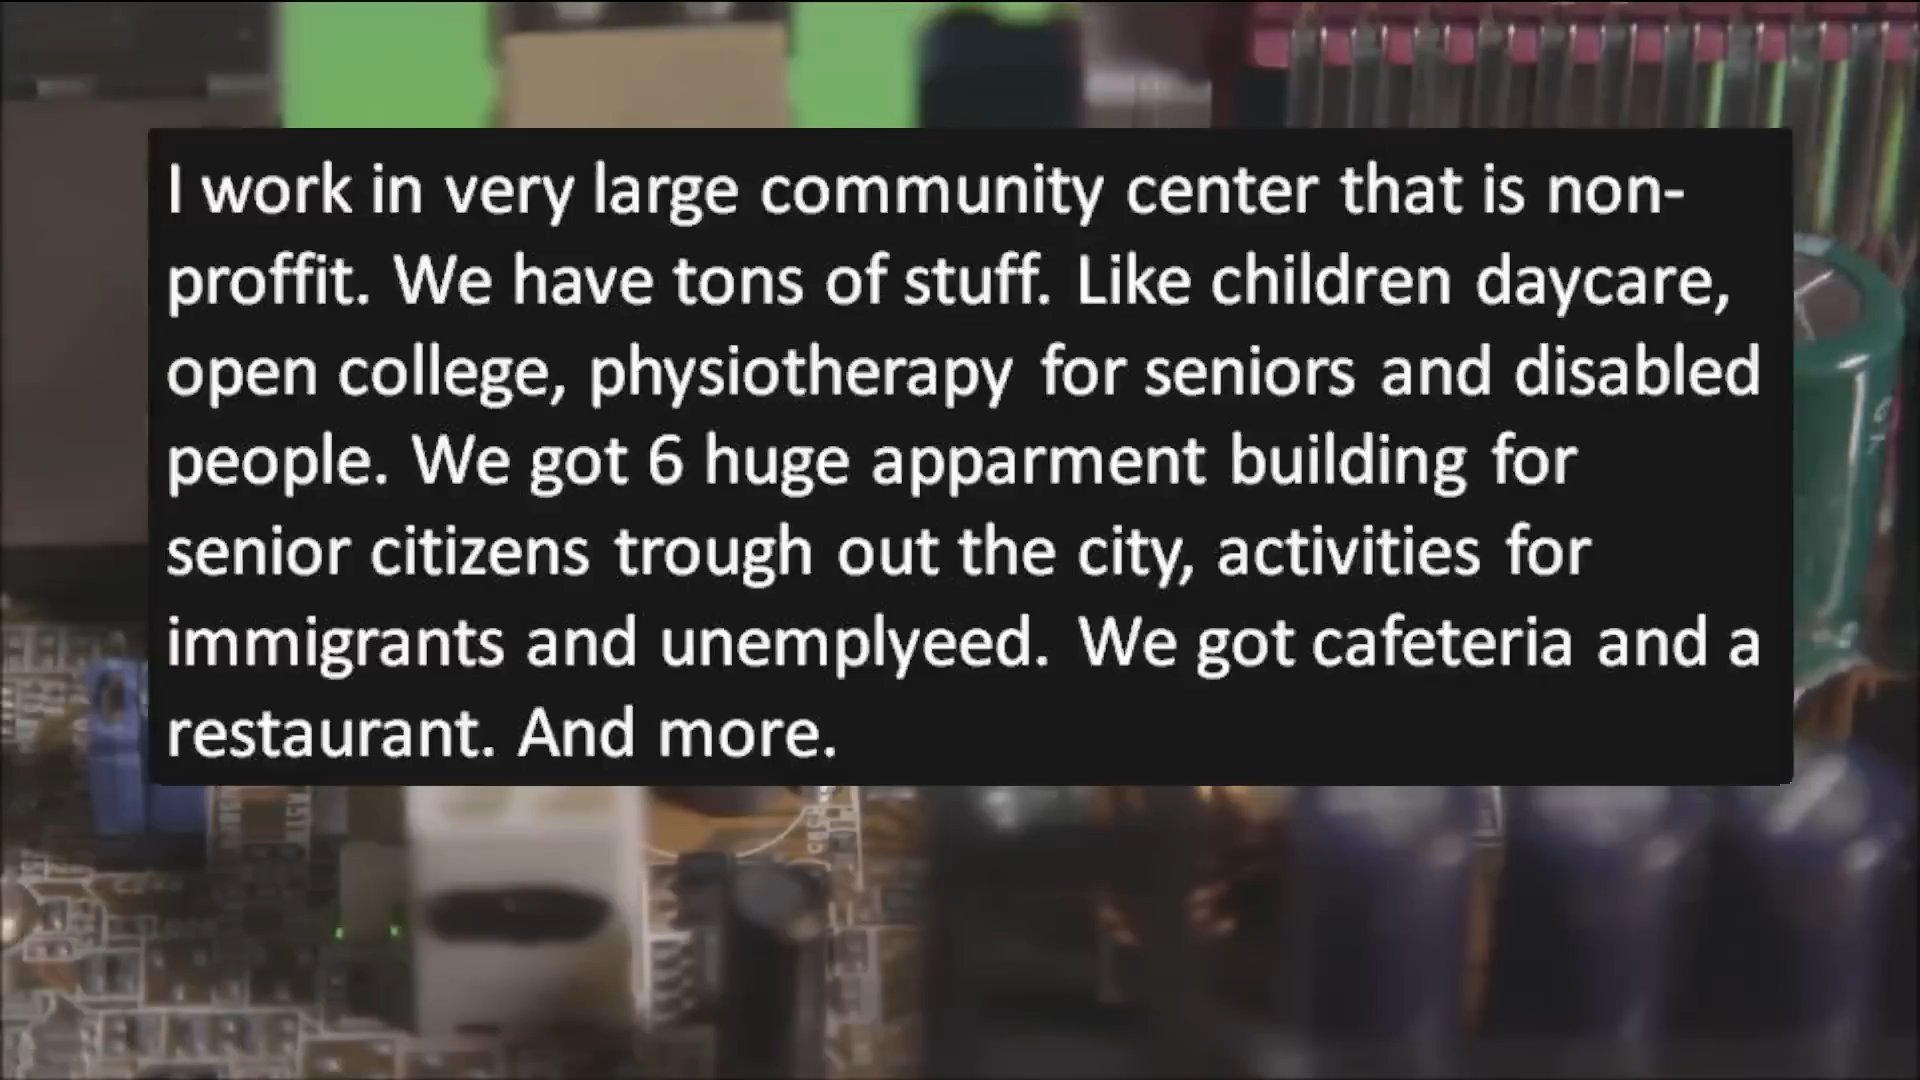 I work in very large community center that is non-
proffit. We have tons of stuff. Like children daycare,
open college, physiotherapy for seniors and disabled
people. We got 6 huge apparment building for
senior citizens trough out the city, activities for
immigrants and unemplyeed. We got cafeteria and a
restaurant. And more.